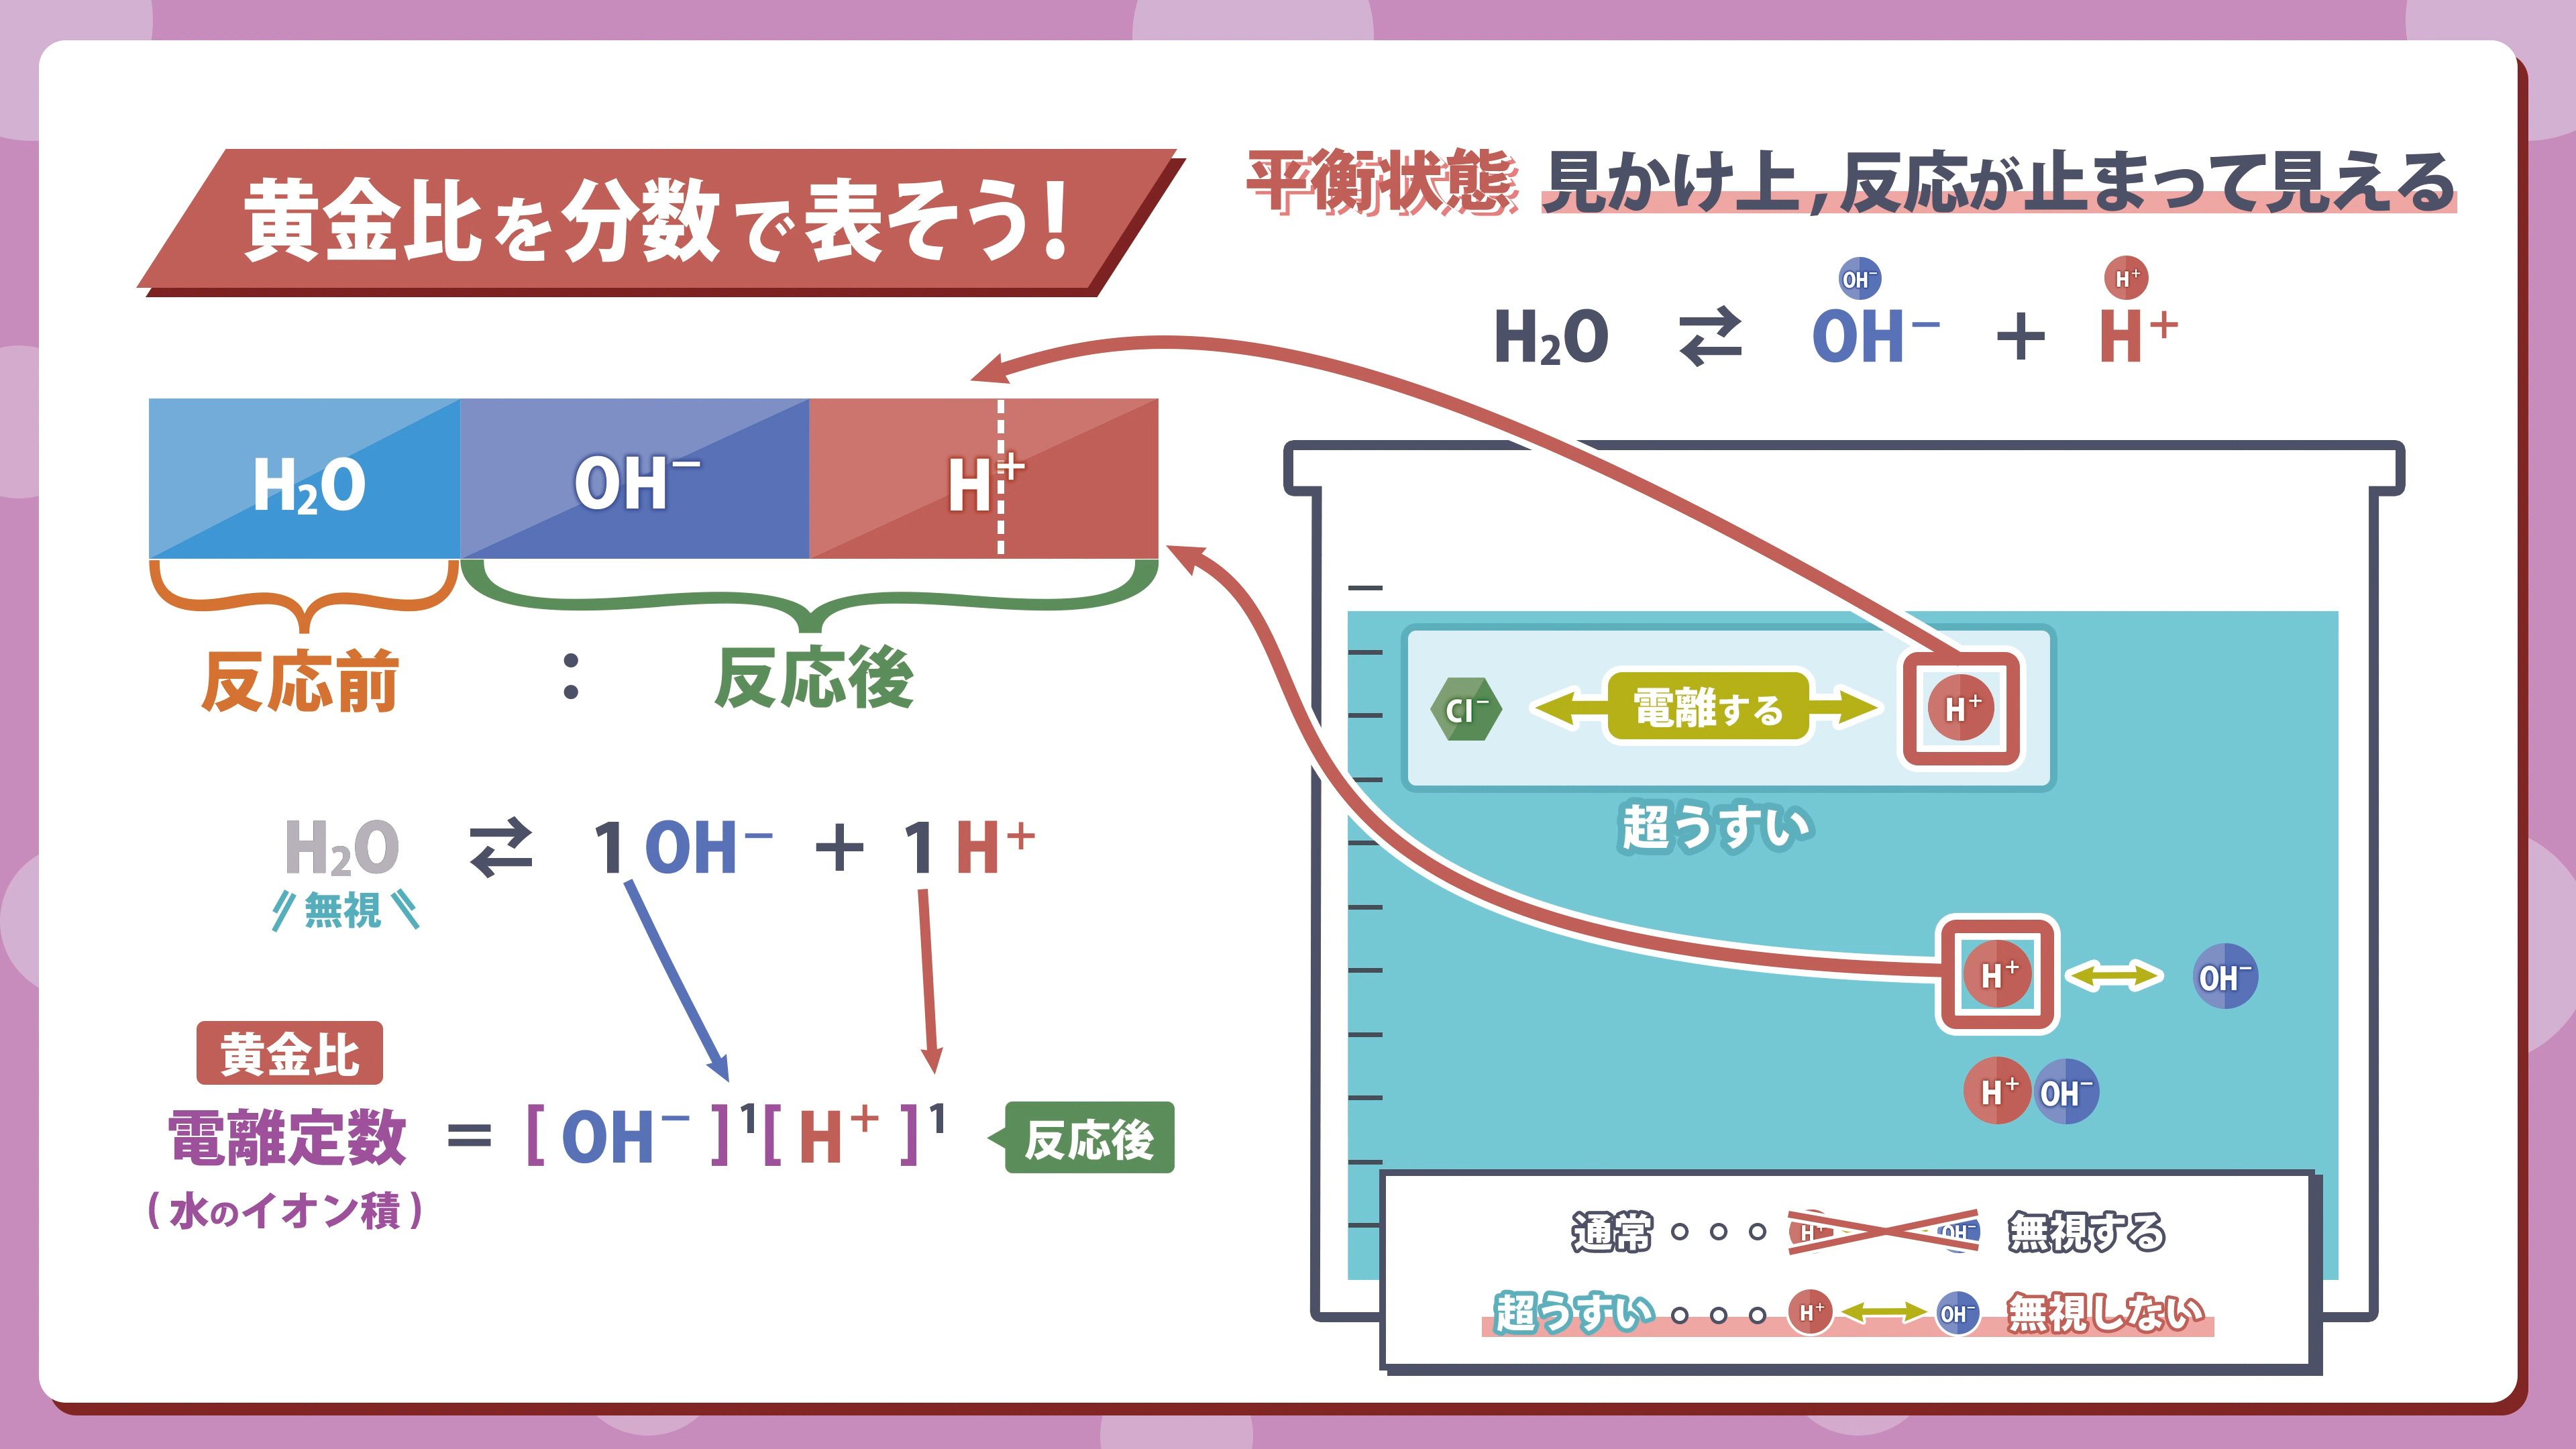 黄金比を分数で表そう!
平衡状態 見かけ上,反応が止まって見える
OH⁻ H⁺
H₂O ⇄ OH⁻ + H⁺
H₂O OH⁻ H⁺
反応前 : 反応後
H₂O ⇄ 1 OH⁻ + 1 H⁺
無視
黄金比
電離定数 = [ OH⁻ ]¹[ H⁺ ]¹ 反応後
(水のイオン積)
Cl⁻ 電離する H⁺
超うすい
H⁺ OH⁻
H⁺ OH⁻
通常。。。 H⁺ OH⁻ 無視する
超うすい。。。 H⁺ OH⁻ 無視しない